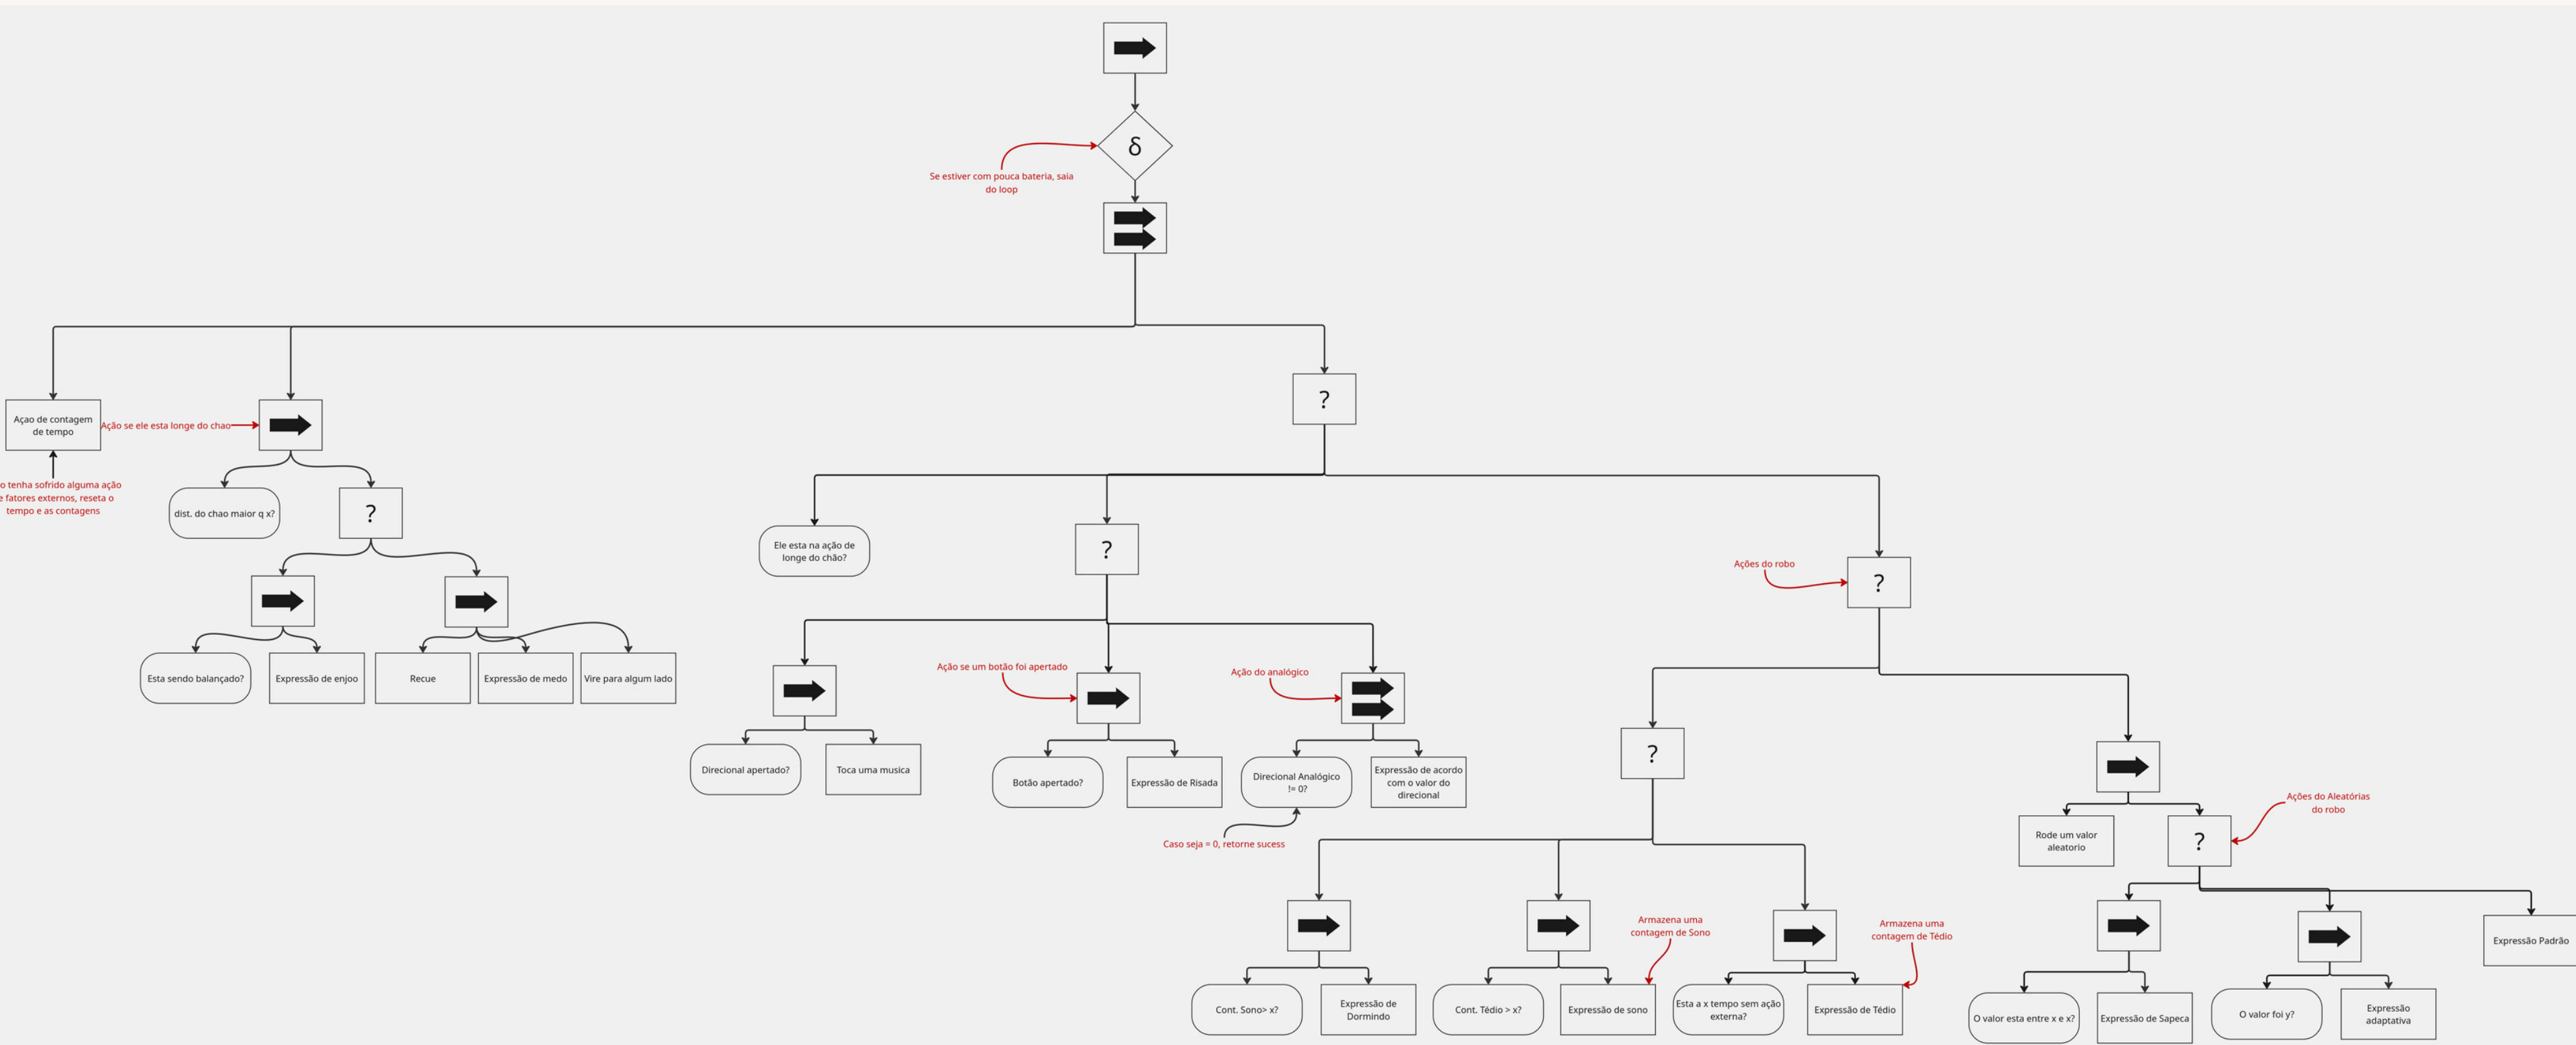 δ
Se estiver com pouca bateria, saia
do loop
?
Açao de contagem
de tempo
Ação se ele esta longe do chao
o tenha sofrido alguma ação
e fatores externos, reseta o
tempo e as contagens
dist. do chao maior q x?
?
Ele esta na ação de
longe do chão?
?
Ações do robo
?
Esta sendo balançado?
Expressão de enjoo
Recue
Expressão de medo
Vire para algum lado
Ação se um botão foi apertado
Ação do analógico
Direcional apertado?
Toca uma musica
Botão apertado?
Expressão de Risada
Direcional Analógico
!= 0?
Expressão de acordo
com o valor do
direcional
Caso seja = 0, retorne sucess
?
Ações do Aleatórias
do robo
Rode um valor
aleatorio
?
Armazena uma
contagem de Sono
Armazena uma
contagem de Tédio
Expressão Padrão
Cont. Sono> x?
Expressão de
Dormindo
Cont. Tédio > x?
Expressão de sono
Esta a x tempo sem ação
externa?
Expressão de Tédio
O valor esta entre x e x?
Expressão de Sapeca
O valor foi y?
Expressão
adaptativa